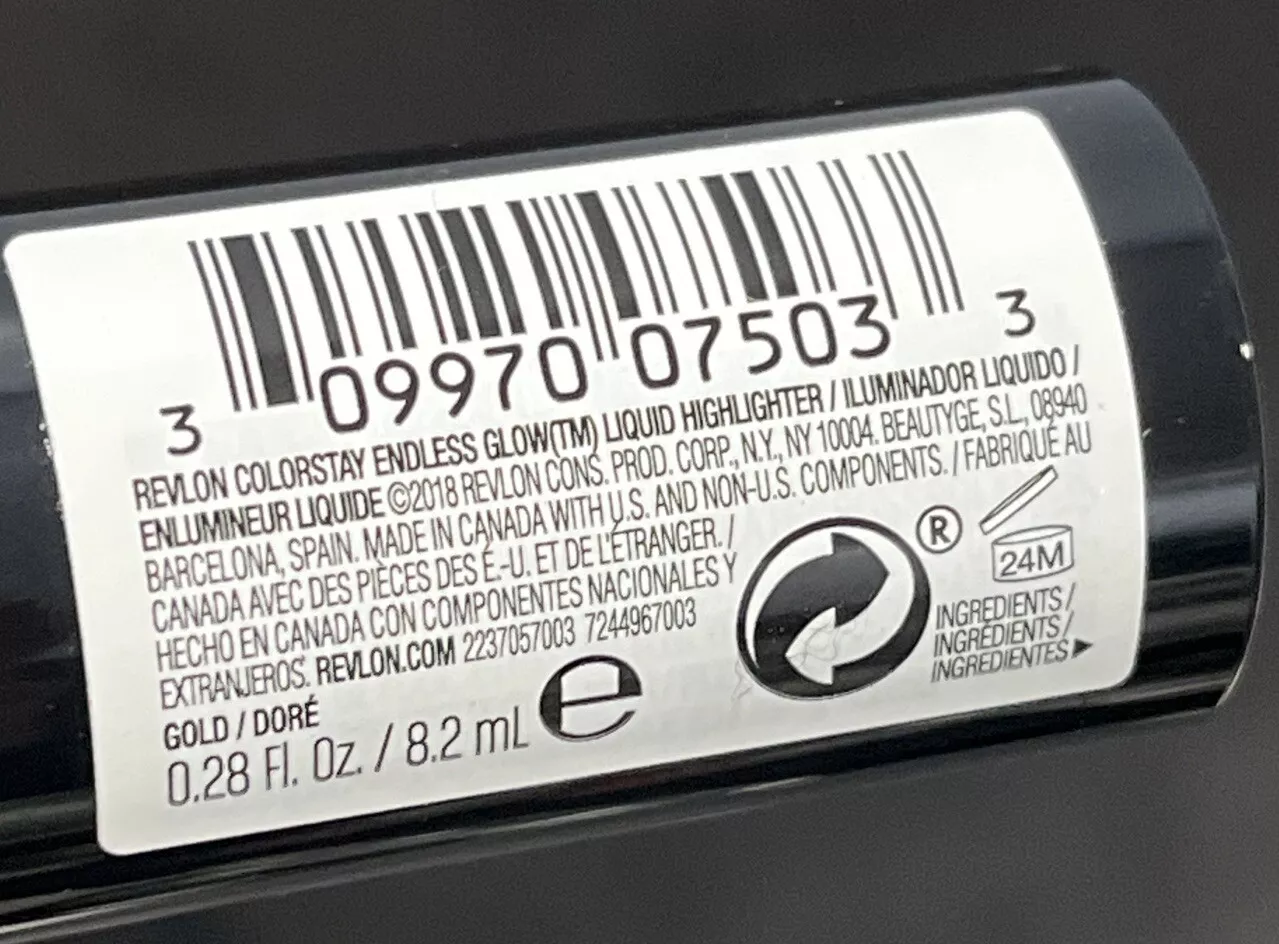 3 09970 07503 3
REVLON COLORSTAY ENDLESS GLOW(TM) LIQUID HIGHLIGHTER / ILUMINADOR LIQUIDO /
ENLUMINEUR LIQUIDE ©2018 REVLON CONS. PROD. CORP., N.Y., NY 10004. BEAUTYGE, S.L., 08940
BARCELONA, SPAIN. MADE IN CANADA WITH U.S. AND NON-U.S. COMPONENTS. / FABRIQUÉ AU
CANADA AVEC DES PIÈCES DES É.-U. ET DE L'ÉTRANGER. /
HECHO EN CANADA CON COMPONENTES NACIONALES Y
EXTRANJEROS. REVLON.COM 2237057003 7244967003
GOLD / DORÉ
0.28 Fl. Oz. / 8.2 mL e
®
24M
INGREDIENTS /
INGRÉDIENTS /
INGREDIENTES ▶